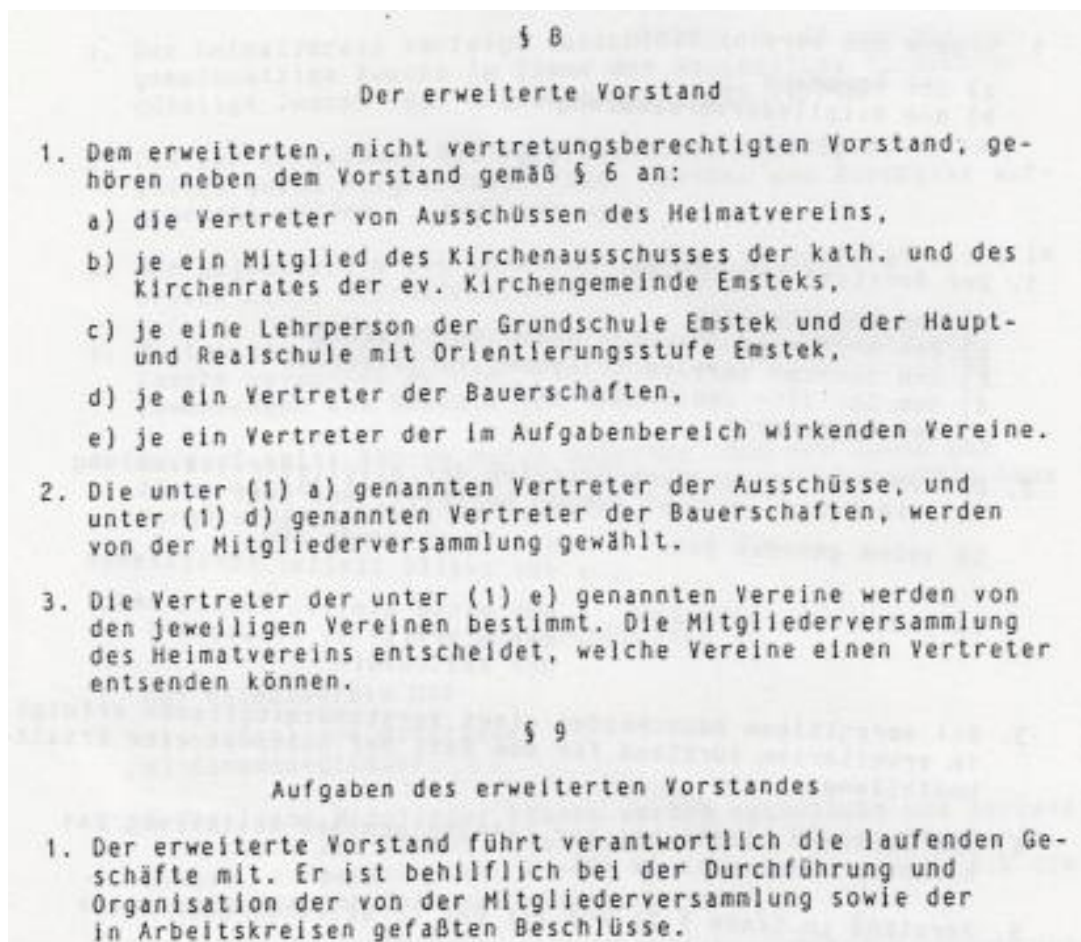 § 8
Der erweiterte Vorstand
1. Dem erweiterten, nicht vertretungsberechtigten Vorstand, ge-
hören neben dem Vorstand gemäß § 6 an:
a) die Vertreter von Ausschüssen des Heimatvereins,
b) je ein Mitglied des Kirchenausschusses der kath. und des
Kirchenrates der ev. Kirchengemeinde Emsteks,
c) je eine Lehrperson der Grundschule Emstek und der Haupt-
und Realschule mit Orientierungsstufe Emstek,
d) je ein Vertreter der Bauerschaften,
e) je ein Vertreter der im Aufgabenbereich wirkenden Vereine.
2. Die unter (1) a) genannten Vertreter der Ausschüsse, und
unter (1) d) genannten Vertreter der Bauerschaften, werden
von der Mitgliederversammlung gewählt.
3. Die Vertreter der unter (1) e) genannten Vereine werden von
den jeweiligen Vereinen bestimmt. Die Mitgliederversammlung
des Heimatvereins entscheidet, welche Vereine einen Vertreter
entsenden können.
§ 9
Aufgaben des erweiterten Vorstandes
1. Der erweiterte Vorstand führt verantwortlich die laufenden Ge-
schäfte mit. Er ist behilflich bei der Durchführung und
Organisation der von der Mitgliederversammlung sowie der
in Arbeitskreisen gefaßten Beschlüsse.